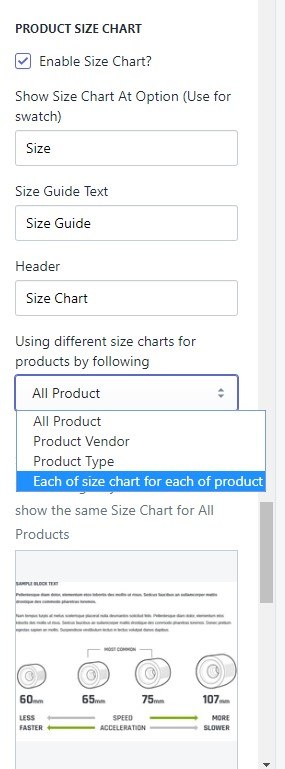 PRODUCT SIZE CHART
Enable Size Chart?
Show Size Chart At Option (Use for
swatch)
Size
Size Guide Text
Size Guide
Header
Size Chart
Using different size charts for
products by following
All Product
All Product
Product Vendor
Product Type
Each of size chart for each of product
show the same Size Chart for All
Products
SAMPLE BLOCK TEXT
MOST COMMON
60mm 65mm 75mm 107mm
LESS SPEED MORE
FASTER ACCELERATION SLOWER